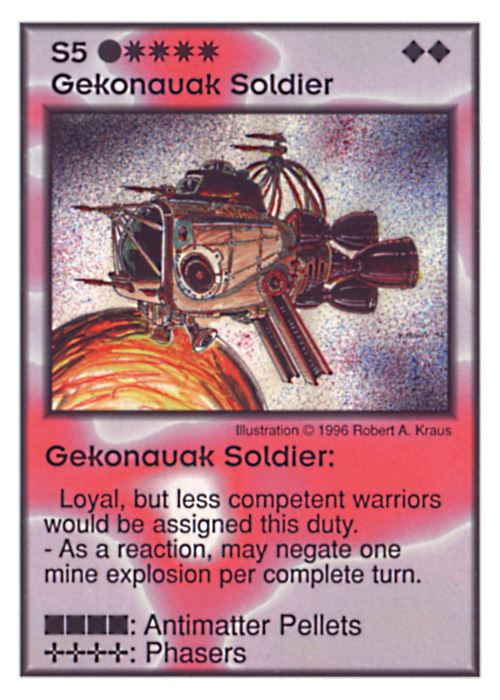 S5
Gekonauak Soldier
Illustration © 1996 Robert A. Kraus
Gekonauak Soldier:
Loyal, but less competent warriors
would be assigned this duty.
- As a reaction, may negate one
mine explosion per complete turn.
: Antimatter Pellets
: Phasers